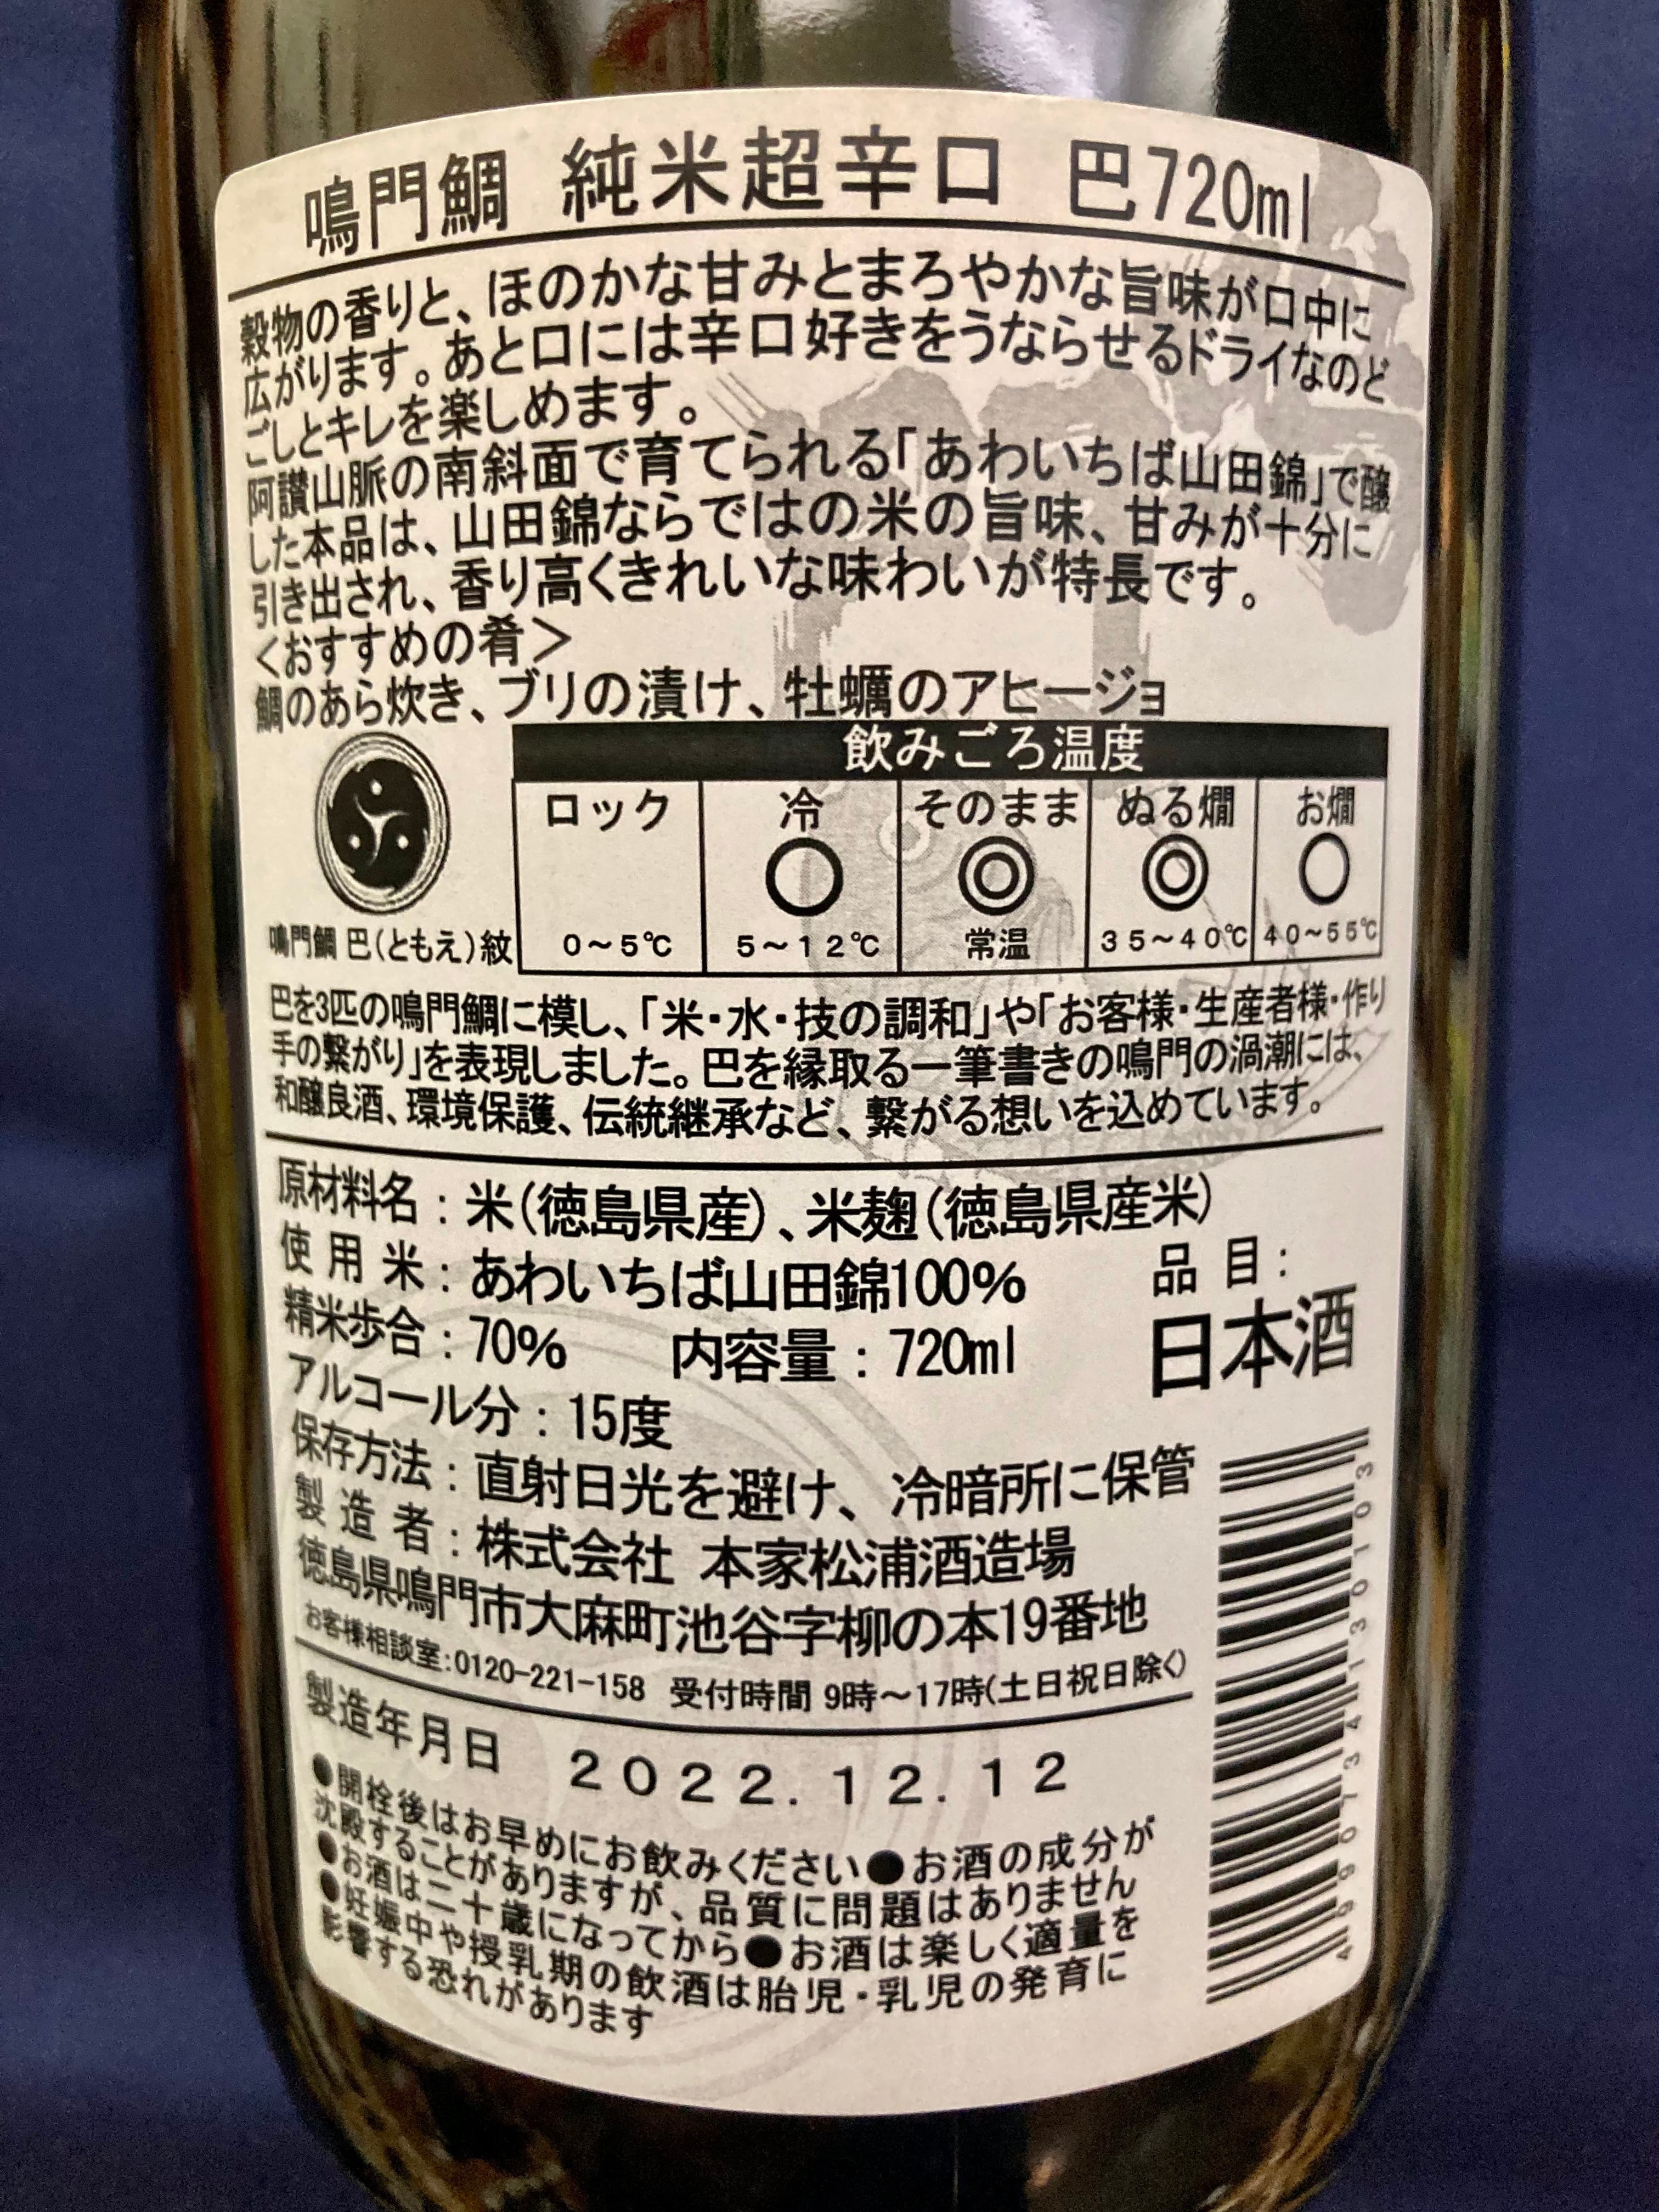 鳴門鯛 純米超辛口 巴720ml
穀物の香りと、ほのかな甘みとまろやかな旨味が口中に
広がります。あと口には辛口好きをうならせるドライなのど
ごしとキレを楽しめます。
阿讃山脈の南斜面で育てられる「あわいちば山田錦」で醸
した本品は、山田錦ならではの米の旨味、甘みが十分に
引き出され、香り高くきれいな味わいが特長です。
<おすすめの肴>
鯛のあら炊き、ブリの漬け、牡蠣のアヒージョ
飲みごろ温度
ロック 冷 そのまま ぬる燗 お燗
○ ◎ ◎ ○
0~5℃ 5~12℃ 常温 35~40℃ 40~55℃
鳴門鯛 巴(ともえ)紋
巴を3匹の鳴門鯛に模し、「米・水・技の調和」や「お客様・生産者様・作り
手の繋がり」を表現しました。巴を縁取る一筆書きの鳴門の渦潮には、
和醸良酒、環境保護、伝統継承など、繋がる想いを込めています。
原材料名:米(徳島県産)、米麹(徳島県産米)
使用米:あわいちば山田錦100%
品目:
精米歩合:70% 内容量:720ml
日本酒
アルコール分:15度
保存方法:直射日光を避け、冷暗所に保管
製造者:株式会社 本家松浦酒造場
徳島県鳴門市大麻町池谷字柳の本19番地
お客様相談室:0120-221-158 受付時間 9時~17時(土日祝日除く)
製造年月日 2022.12.12
●開栓後はお早めにお飲みください●お酒の成分が
沈殿することがありますが、品質に問題はありません
●お酒は二十歳になってから●お酒は楽しく適量を
●妊娠中や授乳期の飲酒は胎児・乳児の発育に
影響する恐れがあります
4990734130103